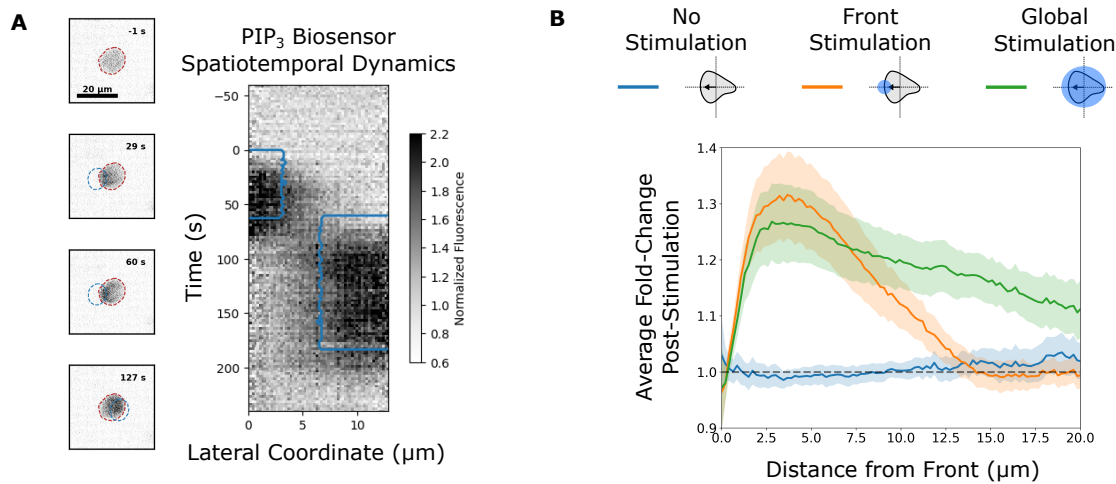 A
-1 s
20 μm
29 s
60 s
127 s
PIP₃ Biosensor
Spatiotemporal Dynamics
Time (s)
−50
0
50
100
150
200
0
5
10
Lateral Coordinate (μm)
2.2
2.0
1.8
1.6
1.4
1.2
1.0
0.8
0.6
Normalized Fluorescence
B
No
Stimulation
Front
Stimulation
Global
Stimulation
Average Fold-Change
Post-Stimulation
1.4
1.3
1.2
1.1
1.0
0.9
0.0
2.5
5.0
7.5
10.0
12.5
15.0
17.5
20.0
Distance from Front (μm)